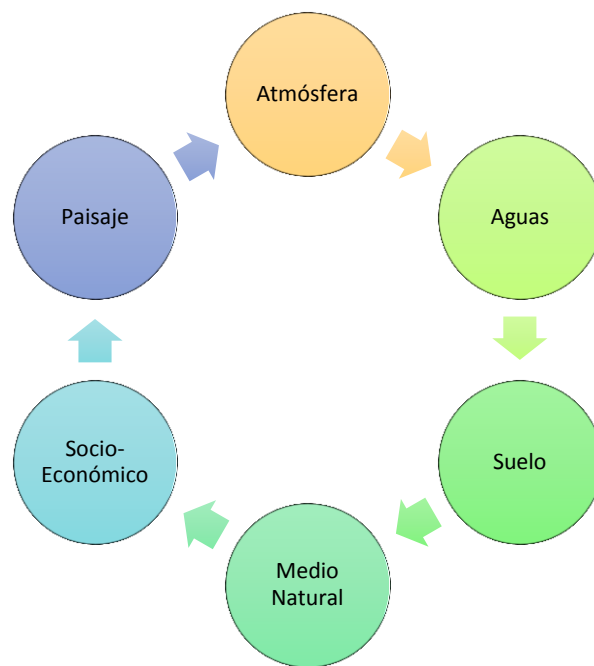 Atmósfera
Aguas
Suelo
Medio
Natural
Socio-
Económico
Paisaje